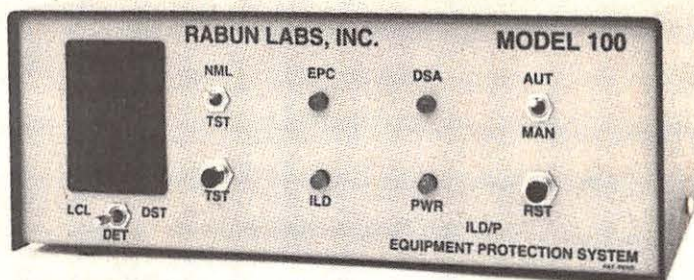 RABUN LABS, INC. MODEL 100
NML EPC DSA AUT
TST MAN
TST ILD PWR RST
LCL DST
DET
ILD/P
EQUIPMENT PROTECTION SYSTEM